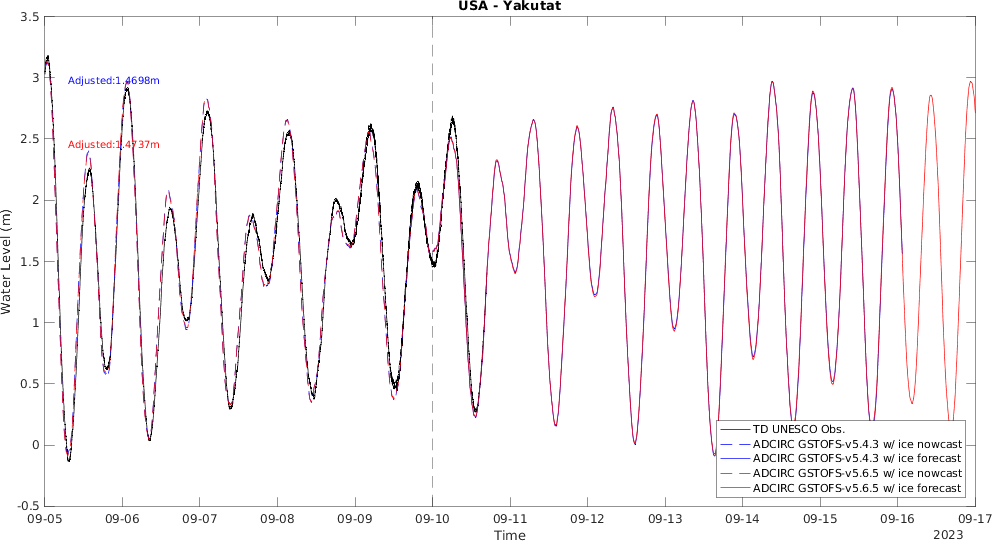 USA - Yakutat
3.5
3
2.5
2
1.5
1
0.5
0
-0.5
Water Level (m)
Adjusted:1.4698m
Adjusted:1.4737m
TD UNESCO Obs.
ADCIRC GSTOFS-v5.4.3 w/ ice nowcast
ADCIRC GSTOFS-v5.4.3 w/ ice forecast
ADCIRC GSTOFS-v5.6.5 w/ ice nowcast
ADCIRC GSTOFS-v5.6.5 w/ ice forecast
09-05 09-06 09-07 09-08 09-09 09-10 09-11 09-12 09-13 09-14 09-15 09-16 09-17
Time
2023